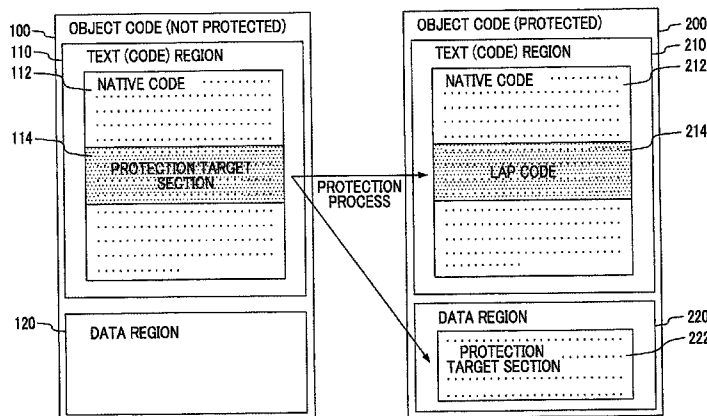 100
OBJECT CODE (NOT PROTECTED)
110
TEXT (CODE) REGION
112
NATIVE CODE
114
PROTECTION TARGET
SECTION
120
DATA REGION
PROTECTION
PROCESS
OBJECT CODE (PROTECTED)
200
TEXT (CODE) REGION
210
NATIVE CODE
212
LAP CODE
214
DATA REGION
220
PROTECTION
TARGET SECTION
222